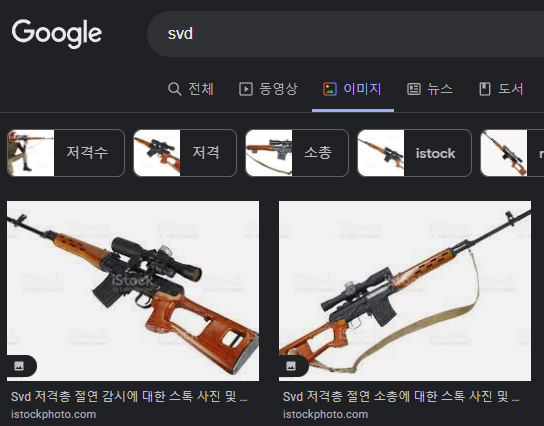 Google
svd
전체 동영상 이미지 뉴스 도서
저격수 저격 소총 istock
iStock iStock
Svd 저격총 절연 감시에 대한 스톡 사진 및 ... Svd 저격총 절연 소총에 대한 스톡 사진 및 ...
istockphoto.com istockphoto.com